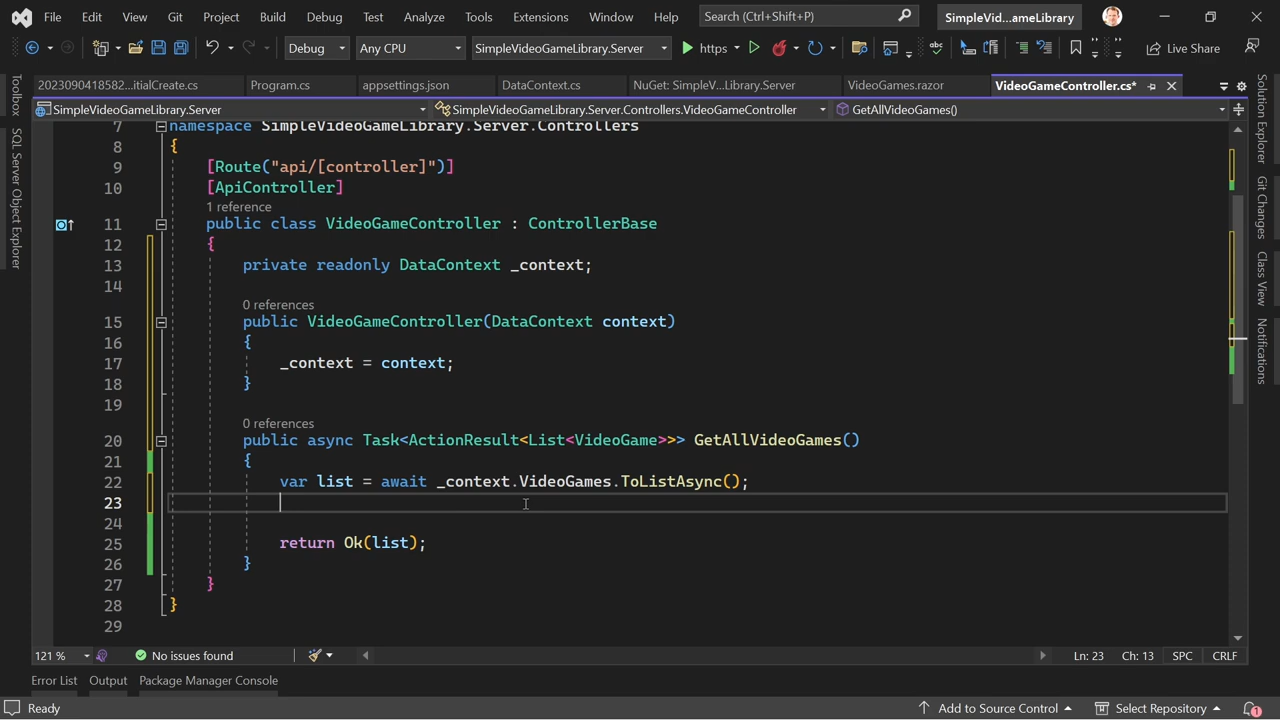 File Edit View Git Project Build Debug Test Analyze Tools Extensions Window Help Search (Ctrl+Shift+P) SimpleVid...ameLibrary
Debug Any CPU SimpleVideoGameLibrary.Server https Live Share
2023090418582...itialCreate.cs Program.cs appsettings.json DataContext.cs NuGet: SimpleV...Library.Server VideoGames.razor VideoGameController.cs*
SimpleVideoGameLibrary.Server SimpleVideoGameLibrary.Server.Controllers.VideoGameController GetAllVideoGames()
Toolbox
SQL Server Object Explorer
7 namespace SimpleVideoGameLibrary.Server.Controllers
8 {
9 [Route("api/[controller]")]
10 [ApiController]
1 reference
11 public class VideoGameController : ControllerBase
12 {
13 private readonly DataContext _context;
14
0 references
15 public VideoGameController(DataContext context)
16 {
17 _context = context;
18 }
19
0 references
20 public async Task<ActionResult<List<VideoGame>>> GetAllVideoGames()
21 {
22 var list = await _context.VideoGames.ToListAsync();
23
24
25 return Ok(list);
26 }
27 }
28 }
29
Solution Explorer
Git Changes
Class View
Notifications
121 % No issues found Ln: 23 Ch: 13 SPC CRLF
Error List Output Package Manager Console
Ready Add to Source Control Select Repository 1